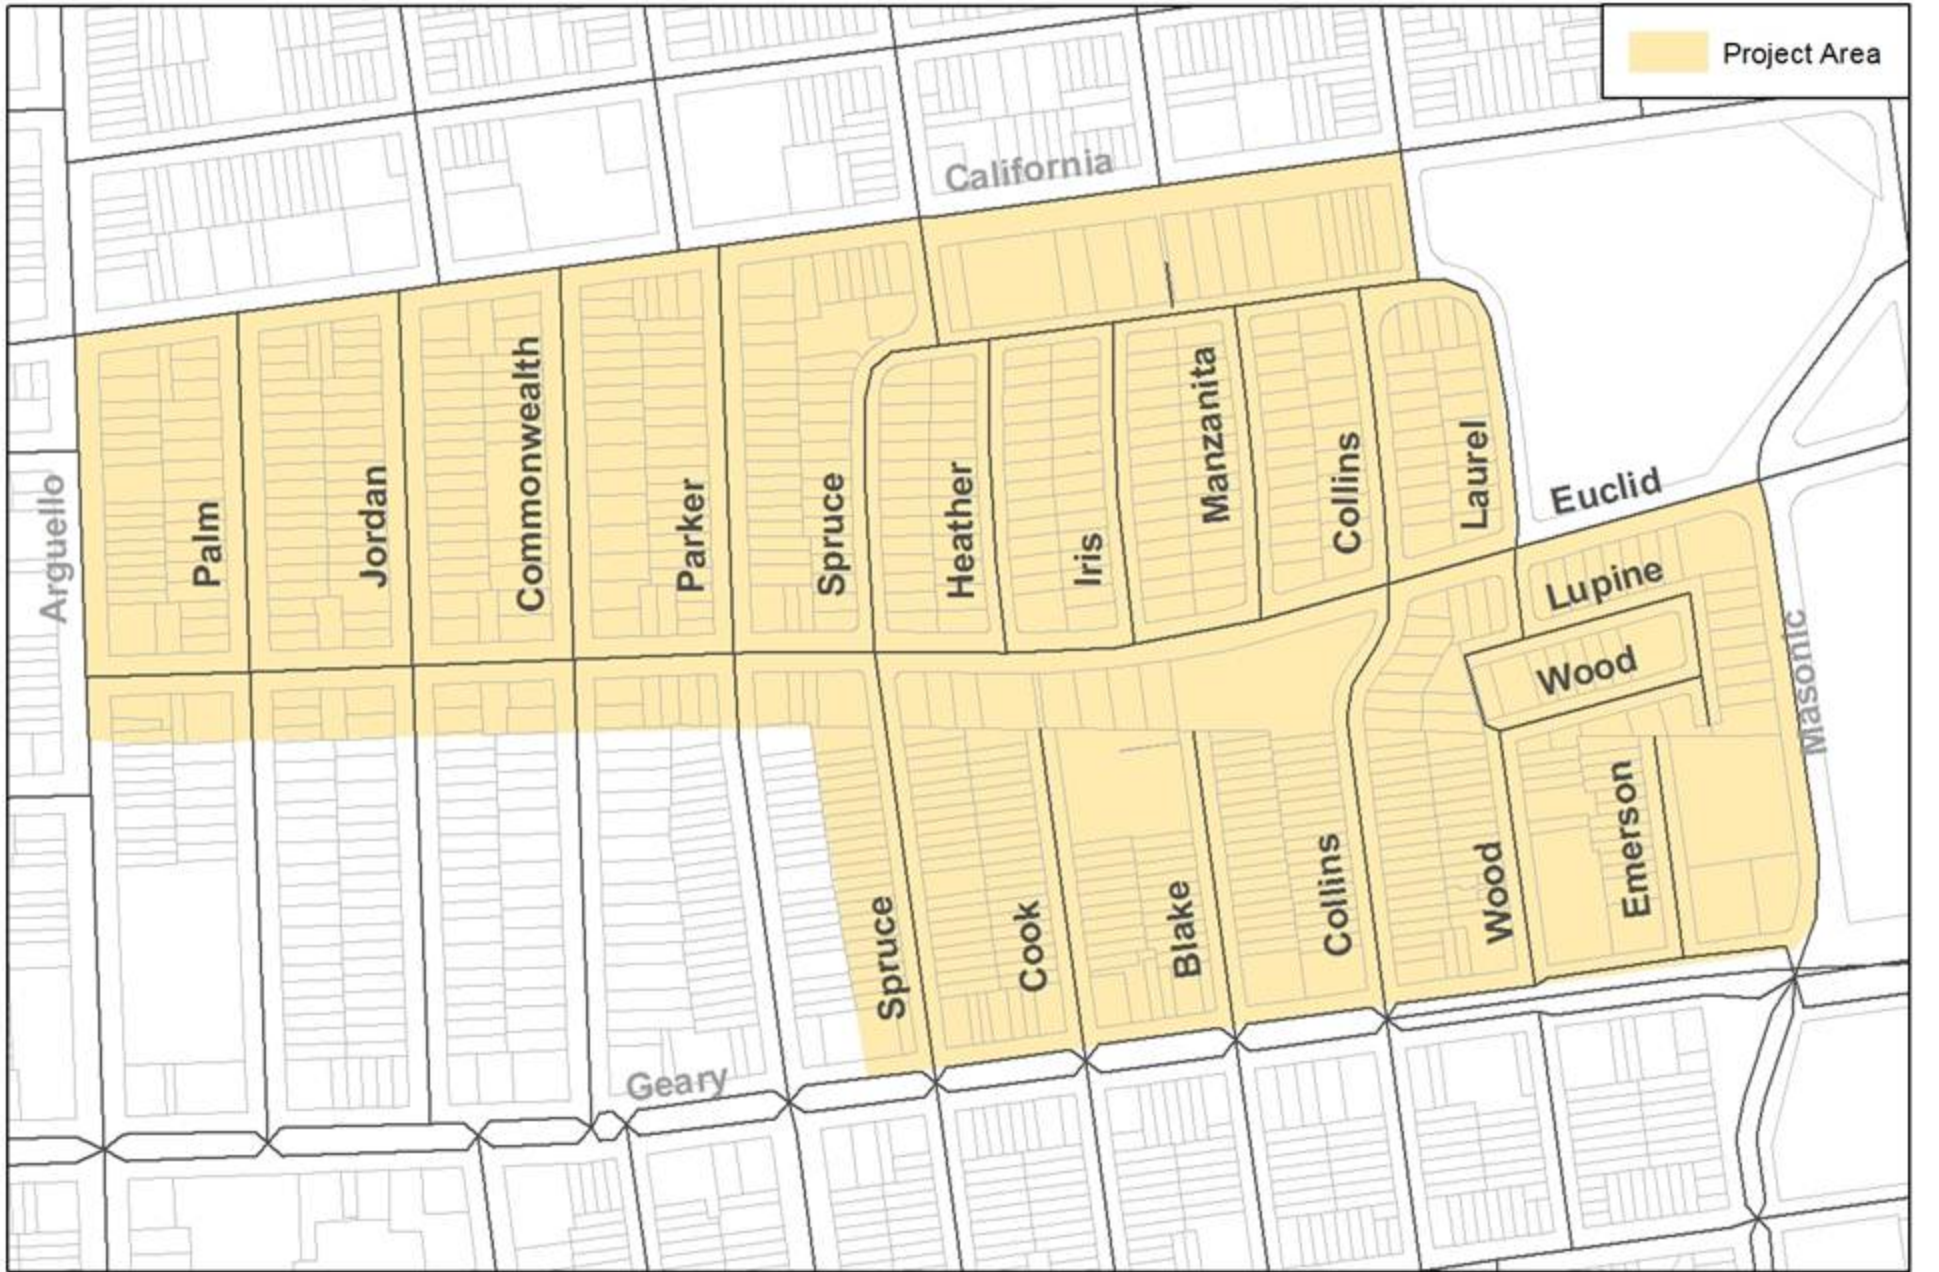 Project Area
California
Arguello
Palm
Jordan
Commonwealth
Parker
Spruce
Heather
Iris
Manzanita
Collins
Laurel
Euclid
Lupine
Wood
Masonic
Spruce
Cook
Blake
Collins
Wood
Emerson
Geary